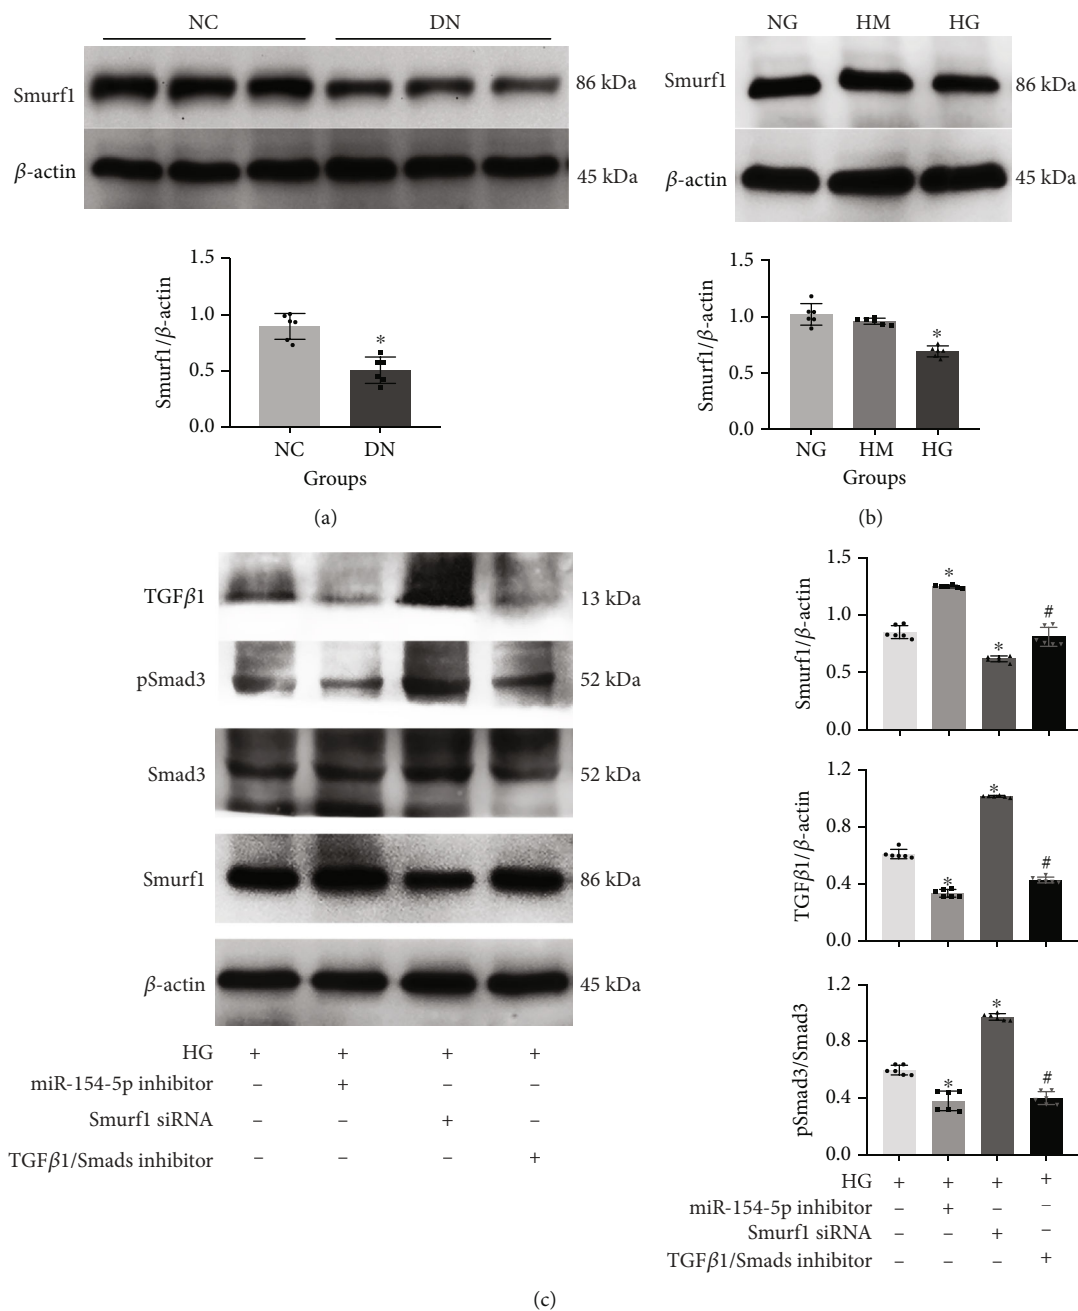 NC DN
Smurf1 86 kDa
β-actin 45 kDa
1.5
1.0
0.5
0.0
Smurf1/β-actin
*
NC DN
Groups
(a)
NG HM HG
Smurf1 86 kDa
β-actin 45 kDa
1.5
1.0
0.5
0.0
Smurf1/β-actin
*
NG HM HG
Groups
(b)
TGFβ1 13 kDa
pSmad3 52 kDa
Smad3 52 kDa
Smurf1 86 kDa
β-actin 45 kDa
HG + + + +
miR-154-5p inhibitor – + – –
Smurf1 siRNA – – + –
TGFβ1/Smads inhibitor – – – +
1.5
1.0
0.5
0.0
Smurf1/β-actin
* * #
1.2
0.8
0.4
0.0
TGFβ1/β-actin
* * #
1.2
0.8
0.4
0.0
pSmad3/Smad3
* * #
HG + + + +
miR-154-5p inhibitor – + – –
Smurf1 siRNA – – + –
TGFβ1/Smads inhibitor – – – +
(c)